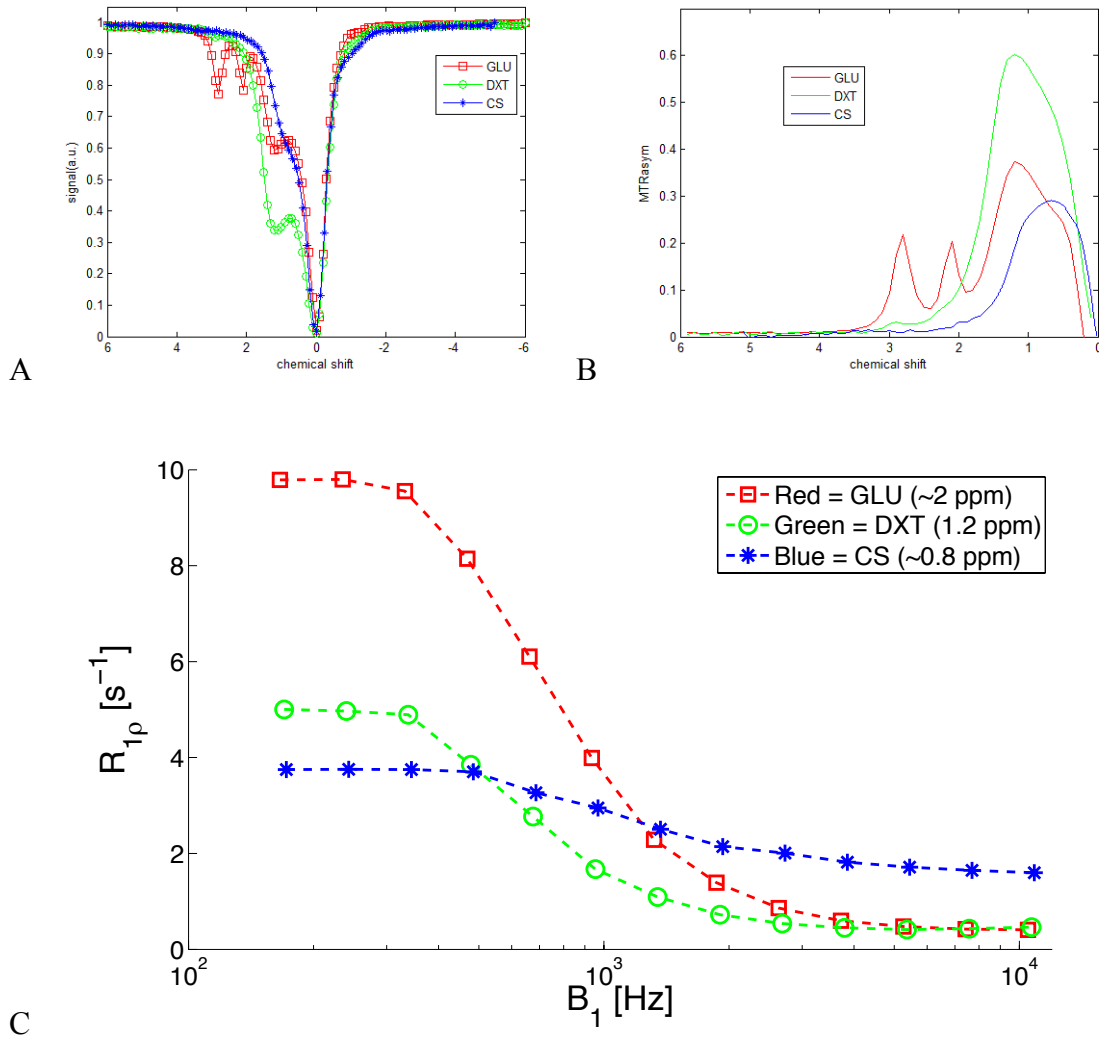 1
0.9
0.8
0.7
0.6
0.5
0.4
0.3
0.2
0.1
0
signal(a.u.)
6 4 2 0 -2 -4 -6
chemical shift
GLU
DXT
CS
A
0.6
0.5
0.4
0.3
0.2
0.1
0
MTRasym
6 5 4 3 2 1 0
chemical shift
GLU
DXT
CS
B
10
8
6
4
2
0
R1ρ [s−1]
10² 10³ 10⁴
B1 [Hz]
Red = GLU (~2 ppm)
Green = DXT (1.2 ppm)
Blue = CS (~0.8 ppm)
C